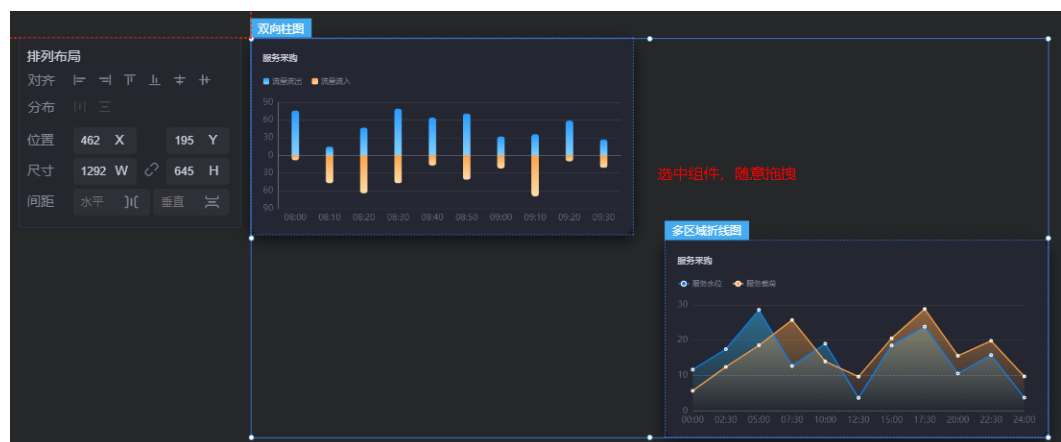 排列布局
对齐
分布
位置 462 X 195 Y
尺寸 1292 W 645 H
间距 水平 垂直
双向柱图
服务采购
流量流出 流量流入
90
60
30
0
30
60
90
08:00 08:10 08:20 08:30 08:40 08:50 09:00 09:10 09:20 09:30
选中组件，随意拖拽
多区域折线图
服务采购
服务水位 服务负荷
30
20
10
0
00:00 02:30 05:00 07:30 10:00 12:30 15:00 17:30 20:00 22:30 24:00